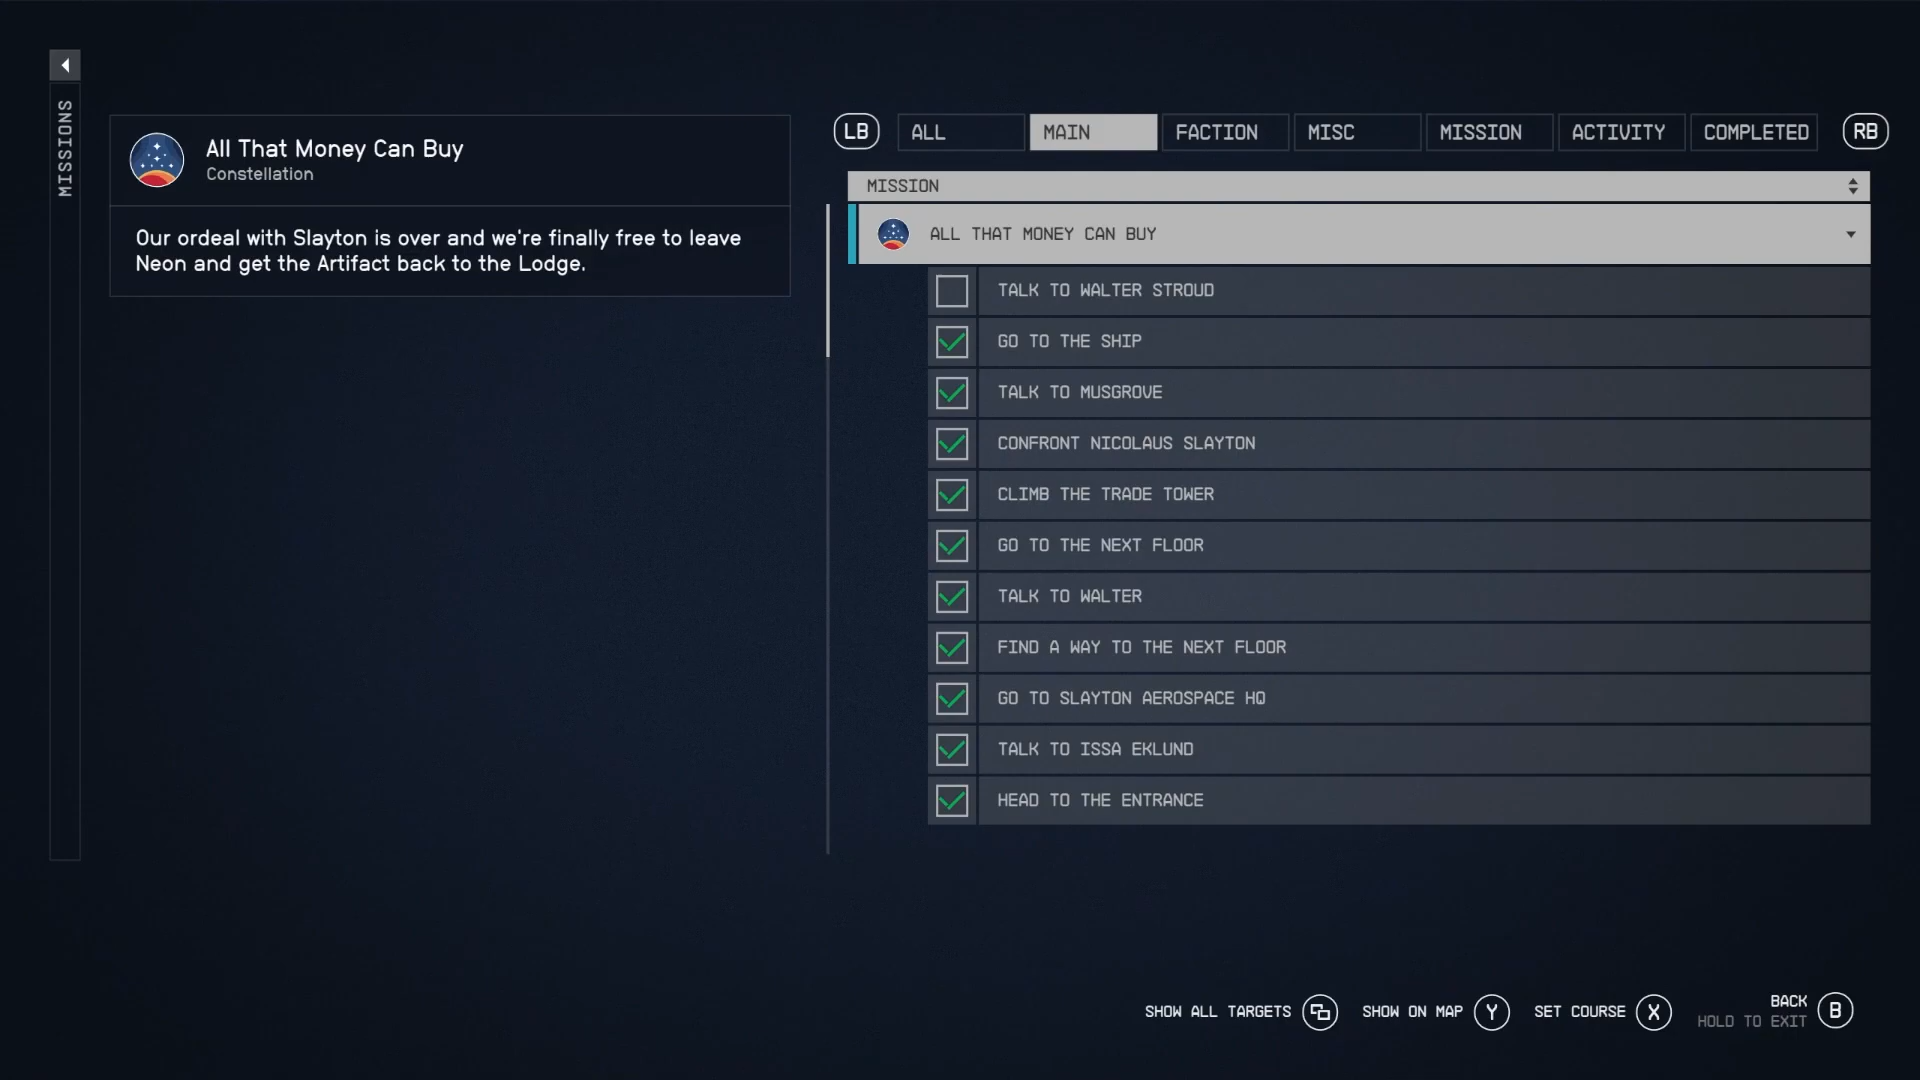 MISSIONS
All That Money Can Buy
Constellation
Our ordeal with Slayton is over and we're finally free to leave
Neon and get the Artifact back to the Lodge.
LB
ALL
MAIN
FACTION
MISC
MISSION
ACTIVITY
COMPLETED
RB
MISSION
ALL THAT MONEY CAN BUY
TALK TO WALTER STROUD
GO TO THE SHIP
TALK TO MUSGROVE
CONFRONT NICOLAUS SLAYTON
CLIMB THE TRADE TOWER
GO TO THE NEXT FLOOR
TALK TO WALTER
FIND A WAY TO THE NEXT FLOOR
GO TO SLAYTON AEROSPACE HQ
TALK TO ISSA EKLUND
HEAD TO THE ENTRANCE
SHOW ALL TARGETS
SHOW ON MAP Y
SET COURSE X
BACK B
HOLD TO EXIT